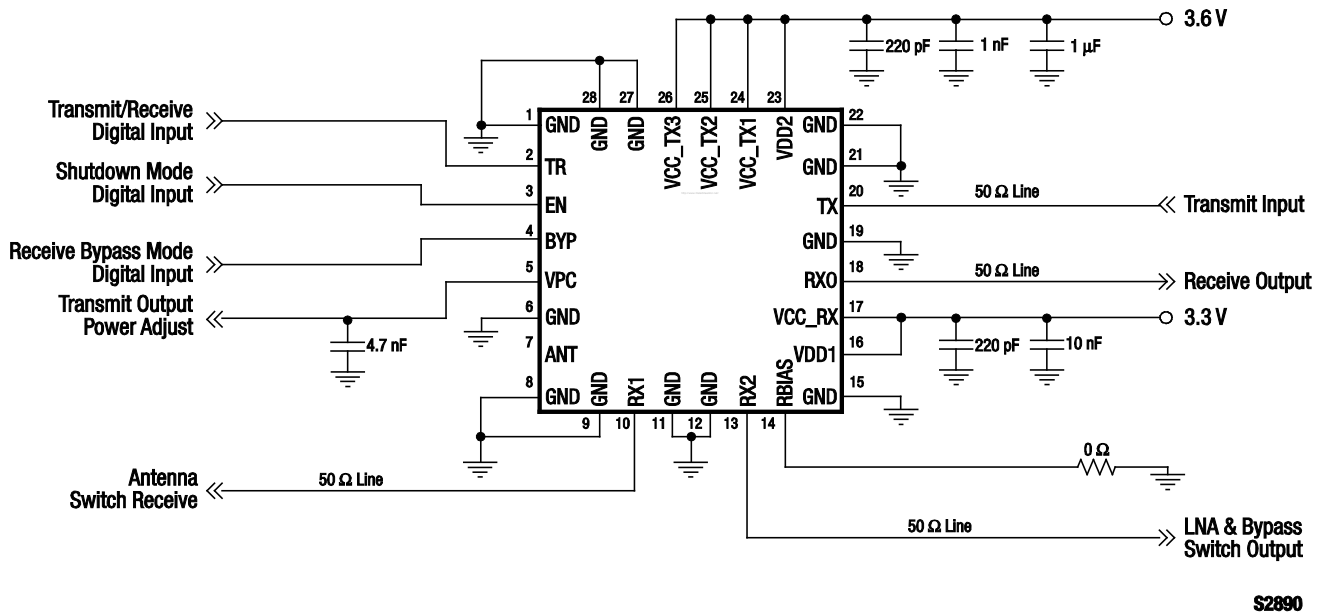 3.6 V
220 pF
1 nF
1 µF
28
27
26
25
24
23
Transmit/Receive
Digital Input
Shutdown Mode
Digital Input
Receive Bypass Mode
Digital Input
Transmit Output
Power Adjust
4.7 nF
1
GND
2
TR
3
EN
4
BYP
5
VPC
6
GND
7
ANT
8
GND
GND
GND
VCC_TX3
VCC_TX2
VCC_TX1
VDD2
GND
22
GND
21
TX
20
50 Ω Line
Transmit Input
GND
19
RXO
18
50 Ω Line
Receive Output
VCC_RX
17
3.3 V
VDD1
16
220 pF
10 nF
GND
15
GND
RX1
GND
GND
RX2
RBIAS
9
10
11
12
13
14
0 Ω
Antenna
Switch Receive
50 Ω Line
50 Ω Line
LNA & Bypass
Switch Output
S2890